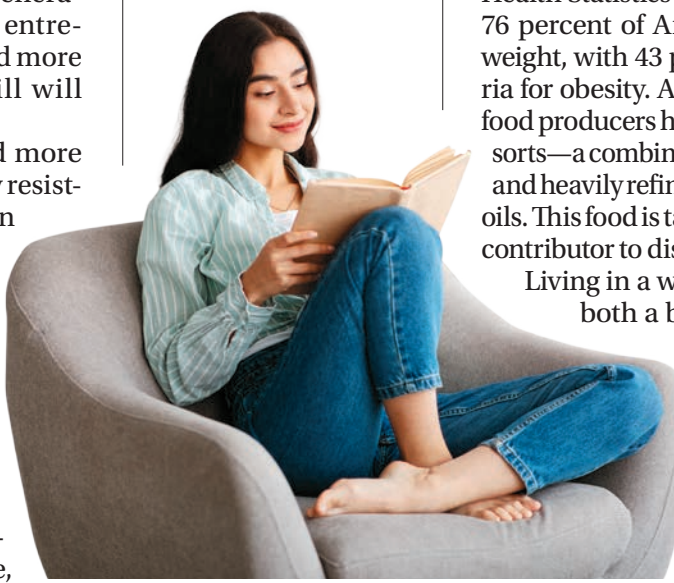 entre-
d more
ill will
d more
resist-
n
-
e,
Health Statistics
76 percent of A
weight, with 43 p
ria for obesity. A
food producers h
sorts—a combin
and heavily refin
oils. This food is ta
contributor to dis
Living in a w
both a b